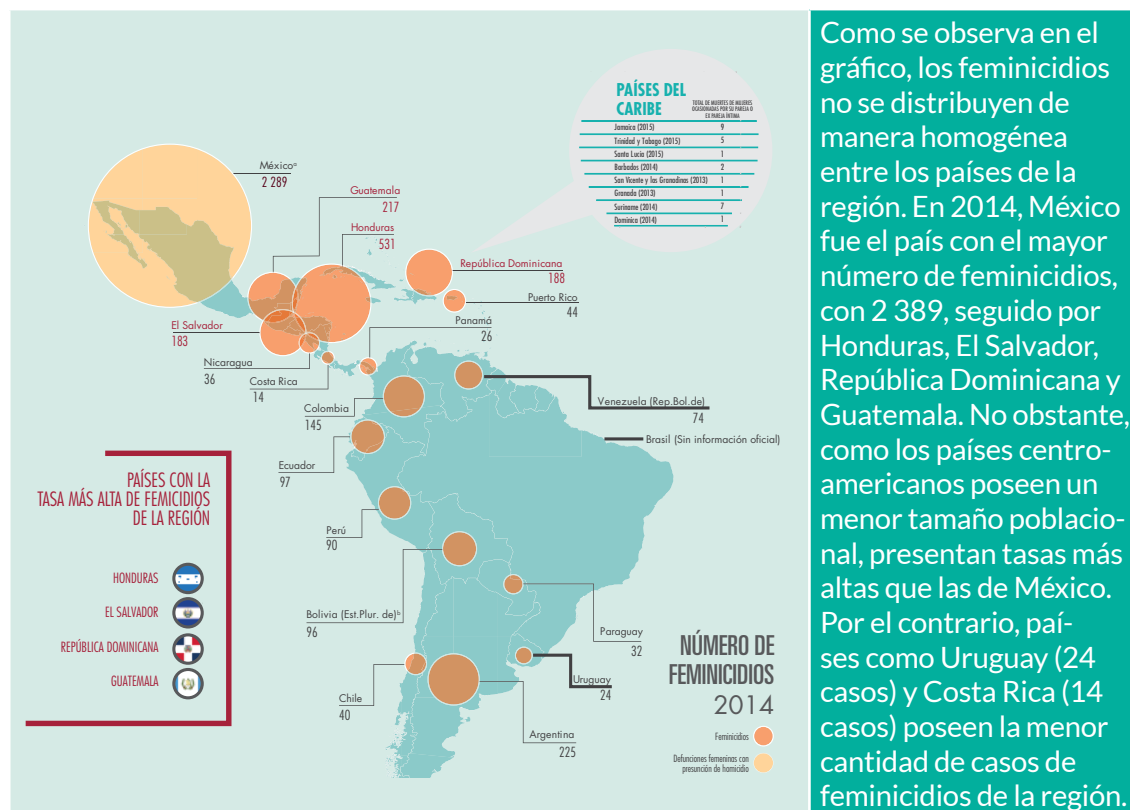 PAÍSES DEL
CARIBE
TOTAL DE MUERTES DE MUJERES
OCASIONADAS POR SU PAREJA O
EX PAREJA ÍNTIMA
Jamaica (2015) 9
Trinidad y Tabago (2015) 5
Santa Lucía (2015) 1
Barbados (2014) 2
San Vicente y las Granadinas (2013) 1
Granada (2013) 1
Suriname (2014) 7
Dominica (2014) 1
Méxicoª
2 289
Guatemala
217
Honduras
531
República Dominicana
188
Puerto Rico
44
El Salvador
183
Panamá
26
Nicaragua
36
Costa Rica
14
Colombia
145
Venezuela (Rep.Bol.de)
74
Brasil (Sin información oficial)
Ecuador
97
Perú
90
Bolivia (Est.Plur. de)ᵇ
96
Paraguay
32
Uruguay
24
Chile
40
Argentina
225
PAÍSES CON LA
TASA MÁS ALTA DE FEMICIDIOS
DE LA REGIÓN
HONDURAS
EL SALVADOR
REPÚBLICA DOMINICANA
GUATEMALA
NÚMERO DE
FEMINICIDIOS
2014
Feminicidios
Defunciones femeninas con
presunción de homicidio
Como se observa en el
gráfico, los feminicidios
no se distribuyen de
manera homogénea
entre los países de la
región. En 2014, México
fue el país con el mayor
número de feminicidios,
con 2 389, seguido por
Honduras, El Salvador,
República Dominicana y
Guatemala. No obstante,
como los países centro-
americanos poseen un
menor tamaño poblacio-
nal, presentan tasas más
altas que las de México.
Por el contrario, paí-
ses como Uruguay (24
casos) y Costa Rica (14
casos) poseen la menor
cantidad de casos de
feminicidios de la región.